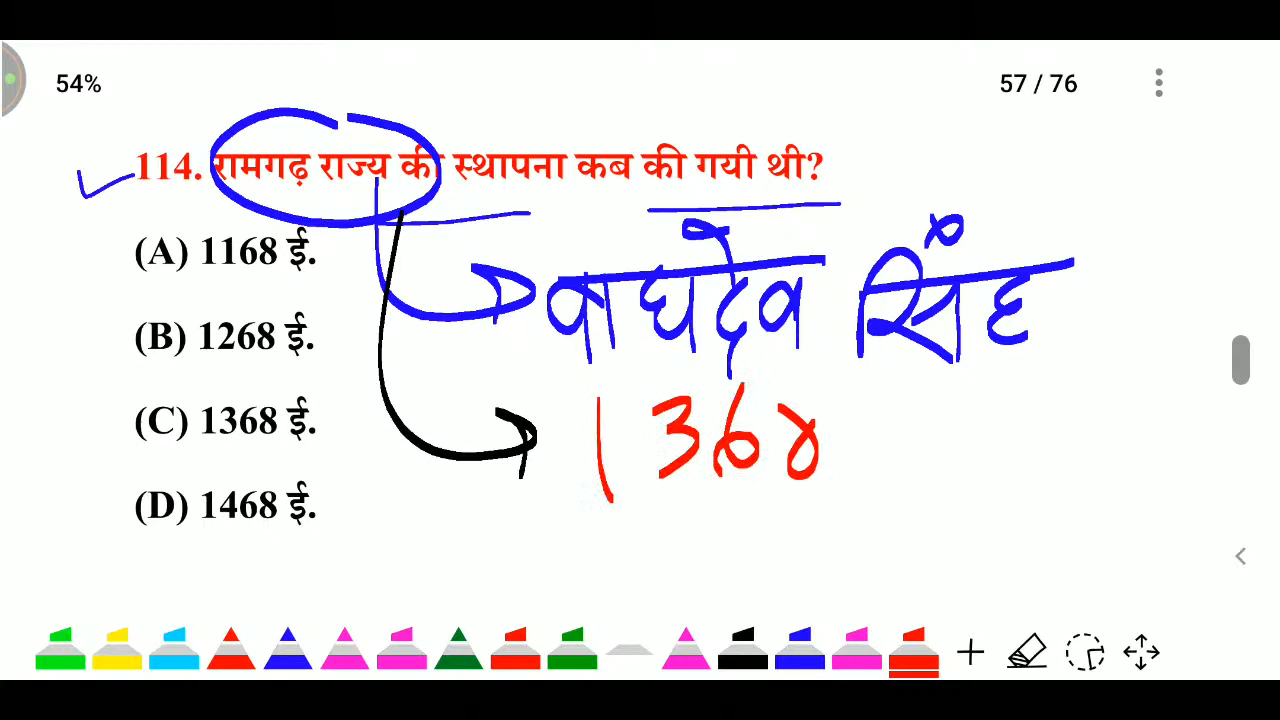 54%
57 / 76
114. रामगढ़ राज्य की स्थापना कब की गयी थी?
(A) 1168 ई.
वाघदेव सिंह
(B) 1268 ई.
(C) 1368 ई.
1368
(D) 1468 ई.